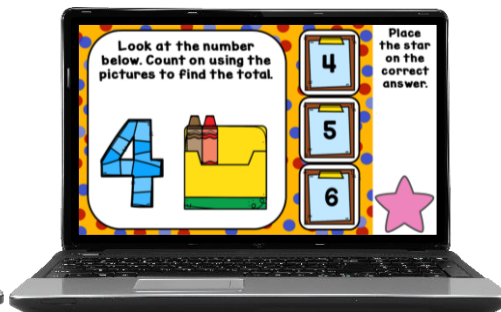 Look at the number
below. Count on using the
pictures to find the total.
4
4
5
6
Place
the star
on the
correct
answer.